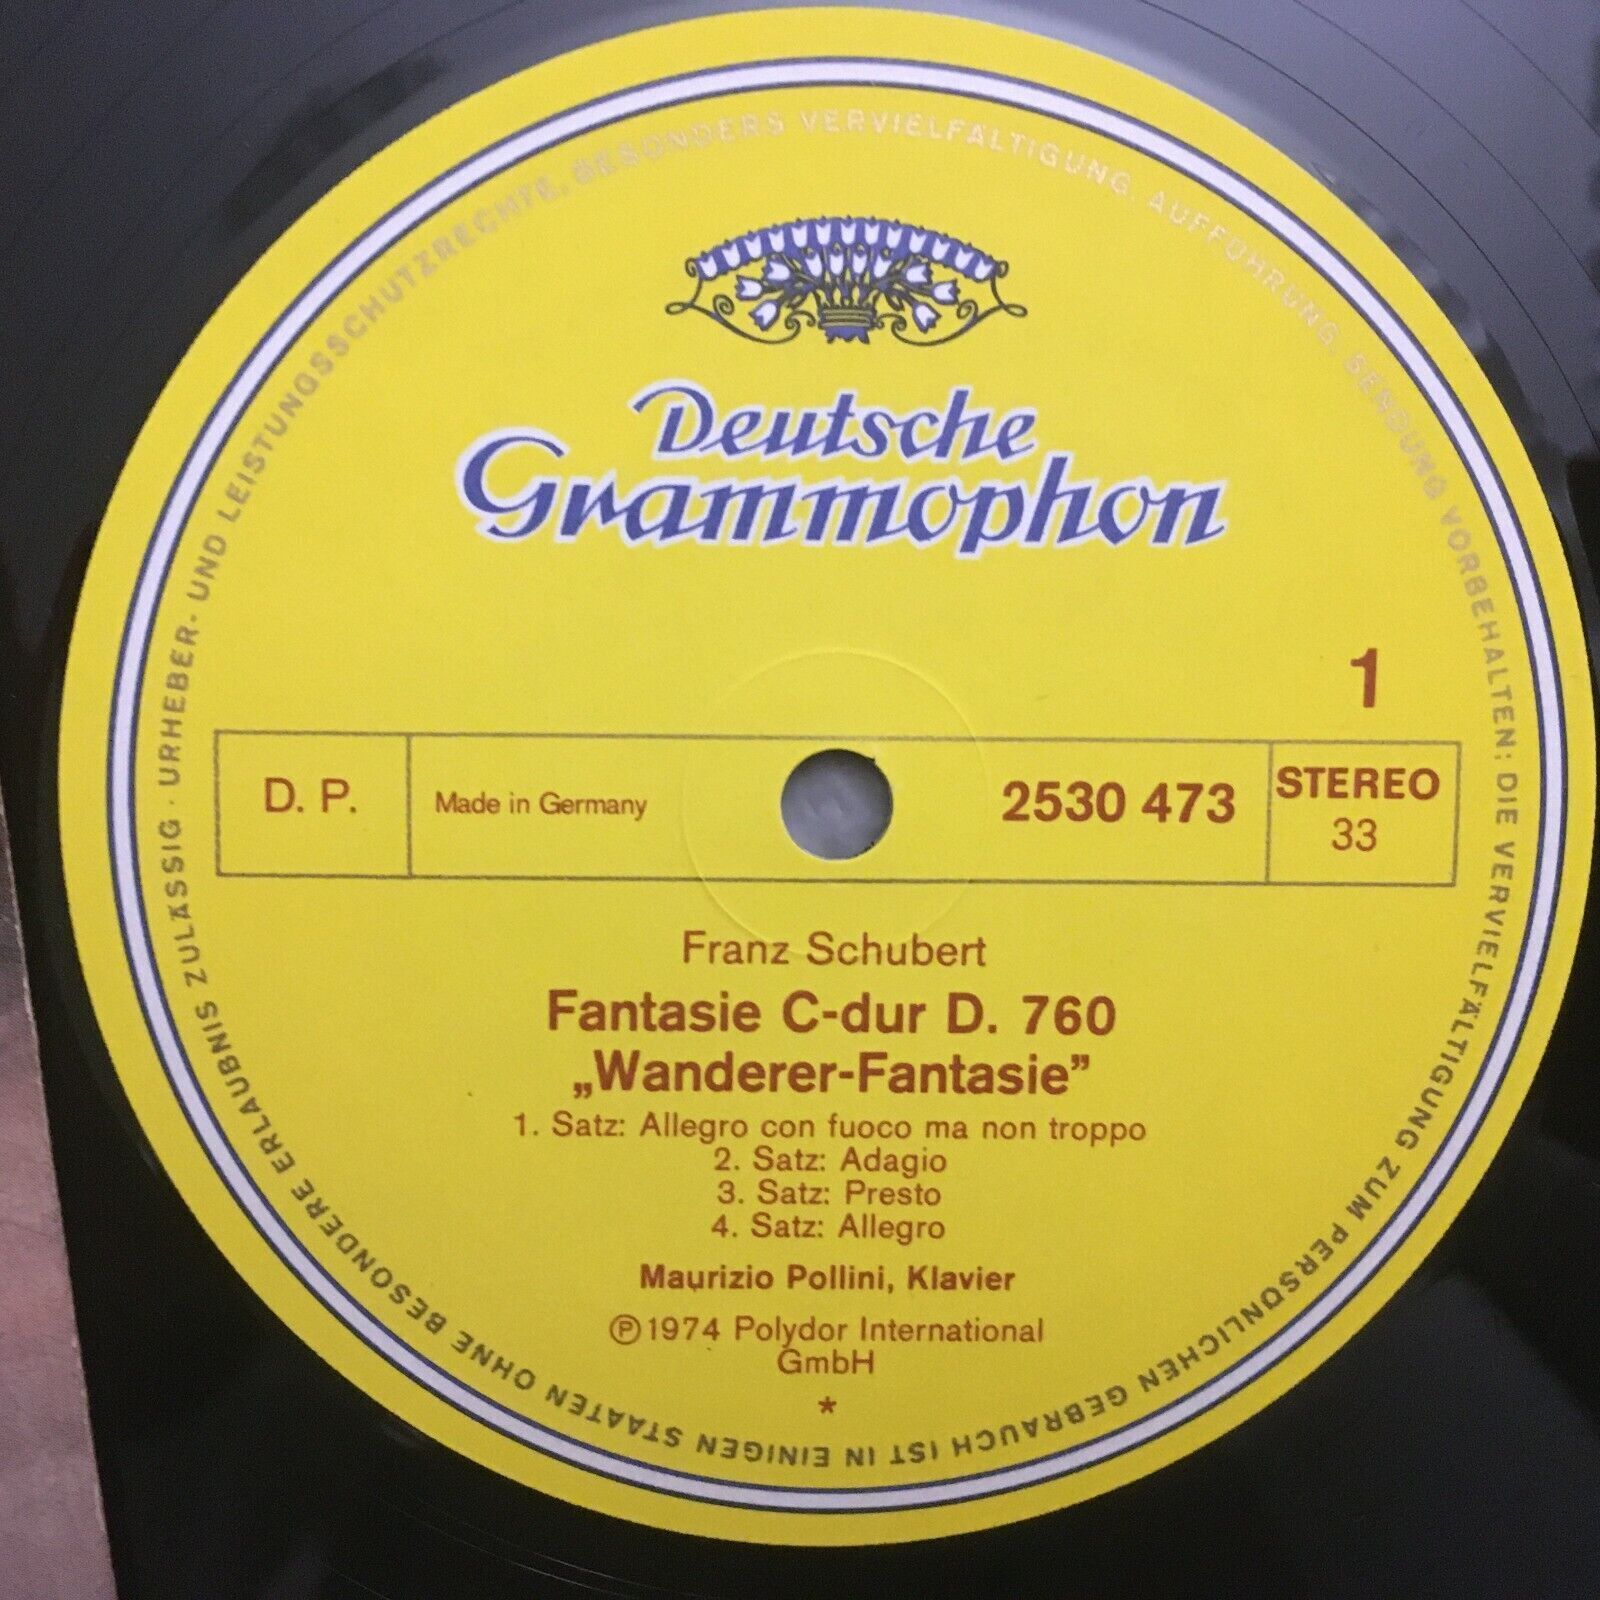 URHEBER- UND LEISTUNGSSCHUTZRECHTE, BESONDERS VERVIELFÄLTIGUNG, AUFFÜHRUNG, SENDUNG VORBEHALTEN; DIE VERVIELFÄLTIGUNG ZUM PERSÖNLICHEN GEBRAUCH IST IN EINIGEN STAATEN OHNE BESONDERE ERLAUBNIS ZULÄSSIG ·
Deutsche
Grammophon
1
D. P. Made in Germany 2530 473 STEREO
33
Franz Schubert
Fantasie C-dur D. 760
„Wanderer-Fantasie”
1. Satz: Allegro con fuoco ma non troppo
2. Satz: Adagio
3. Satz: Presto
4. Satz: Allegro
Maurizio Pollini, Klavier
Ⓟ 1974 Polydor International
GmbH
*